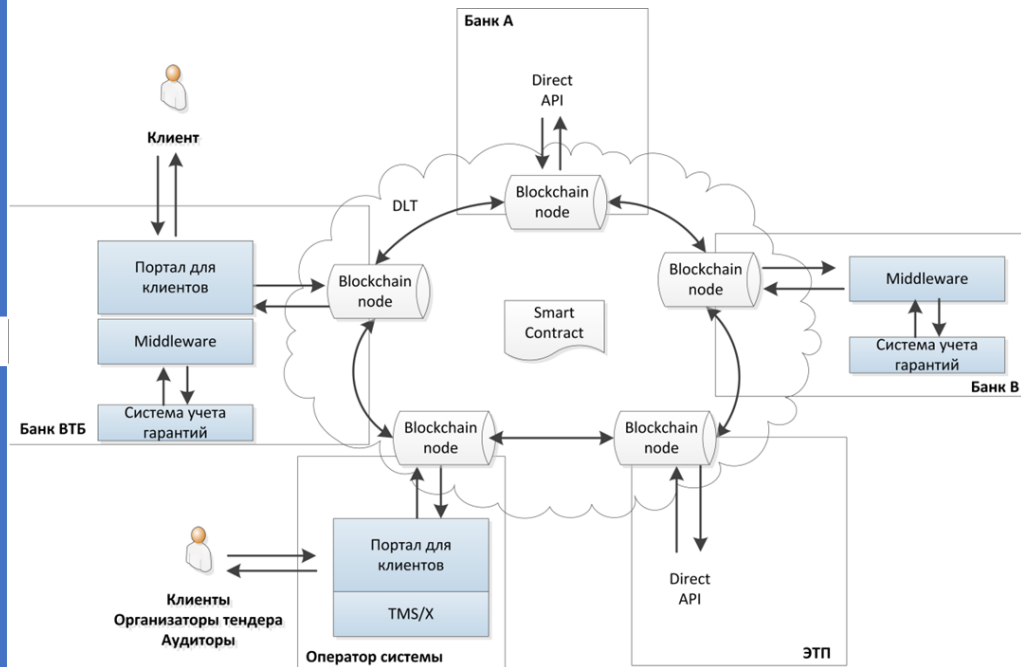 Банк А
Direct
API
Клиент
Blockchain
node
DLT
Портал для
клиентов
Blockchain
node
Blockchain
node
Middleware
Smart
Contract
Middleware
Система учета
гарантий
Банк В
Система учета
гарантий
Банк ВТБ
Blockchain
node
Blockchain
node
Портал для
клиентов
TMS/X
Direct
API
Клиенты
Организаторы тендера
Аудиторы
Оператор системы
ЭТП